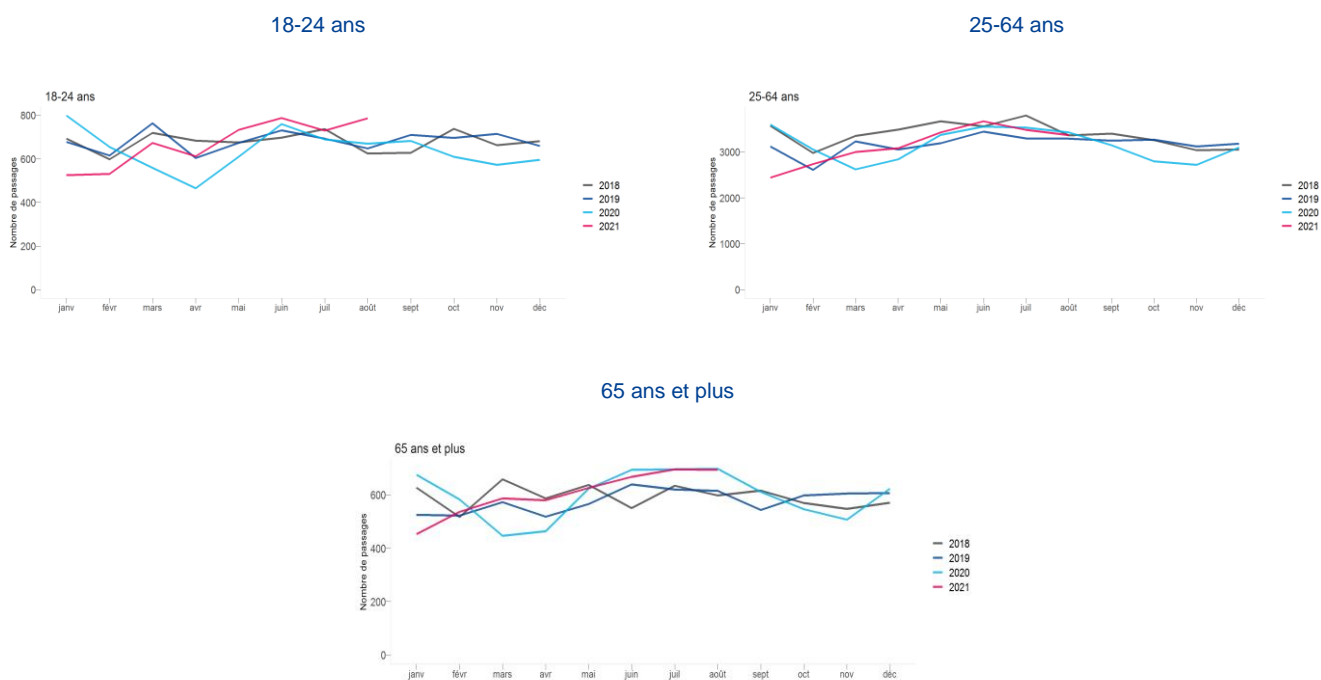 18-24 ans
25-64 ans
18-24 ans
800
600
400
200
0
Nombre de passages
janv
févr
mars
avr
mai
juin
juil
août
sept
oct
nov
déc
2018
2019
2020
2021
25-64 ans
3000
2000
1000
0
Nombre de passages
janv
févr
mars
avr
mai
juin
juil
août
sept
oct
nov
déc
2018
2019
2020
2021
65 ans et plus
65 ans et plus
600
400
200
0
Nombre de passages
janv
févr
mars
avr
mai
juin
juil
août
sept
oct
nov
déc
2018
2019
2020
2021